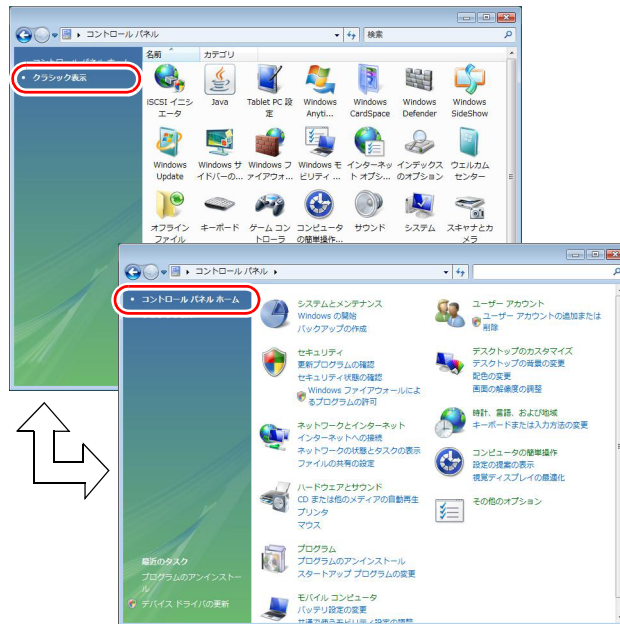 コントロール パネル
検索
コントロール パネル ホーム
クラシック表示
名前 カテゴリ
iSCSI イニシエータ
Java
Tablet PC 設定
Windows Anyti...
Windows CardSpace
Windows Defender
Windows SideShow
Windows Update
Windows サイドバーの...
Windows ファイアウォ...
Windows モビリティ ...
インターネット オプシ...
インデックスのオプション
ウェルカム センター
オフライン ファイル
キーボード
ゲーム コントローラ
コンピュータの簡単操作...
サウンド
システム
スキャナとカメラ
コントロール パネル
コントロール パネル ホーム
システムとメンテナンス
Windows の開始
バックアップの作成
セキュリティ
更新プログラムの確認
セキュリティ状態の確認
Windows ファイアウォールによ
るプログラムの許可
ネットワークとインターネット
インターネットへの接続
ネットワークの状態とタスクの表示
ファイルの共有の設定
ハードウェアとサウンド
CD または他のメディアの自動再生
プリンタ
マウス
プログラム
プログラムのアンインストール
スタートアップ プログラムの変更
モバイル コンピュータ
バッテリ設定の変更
共通で使うモビリティ設定の調整
ユーザー アカウント
ユーザー アカウントの追加または
削除
デスクトップのカスタマイズ
デスクトップの背景の変更
配色の変更
画面の解像度の調整
時計、言語、および地域
キーボードまたは入力方法の変更
コンピュータの簡単操作
設定の提案の表示
視覚ディスプレイの最適化
その他のオプション
最近のタスク
プログラムのアンインストー
ル
デバイス ドライバの更新